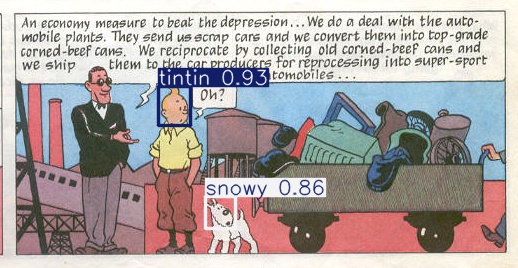 An economy measure to beat the depression... We do a deal with the auto-
mobile plants. They send us scrap cars and we convert them into top-grade
corned-beef cans. We reciprocate by collecting old corned-beef cans and
we ship them to the car producers for reprocessing into super-sport
tomobiles...
tintin 0.93
Oh?
snowy 0.86